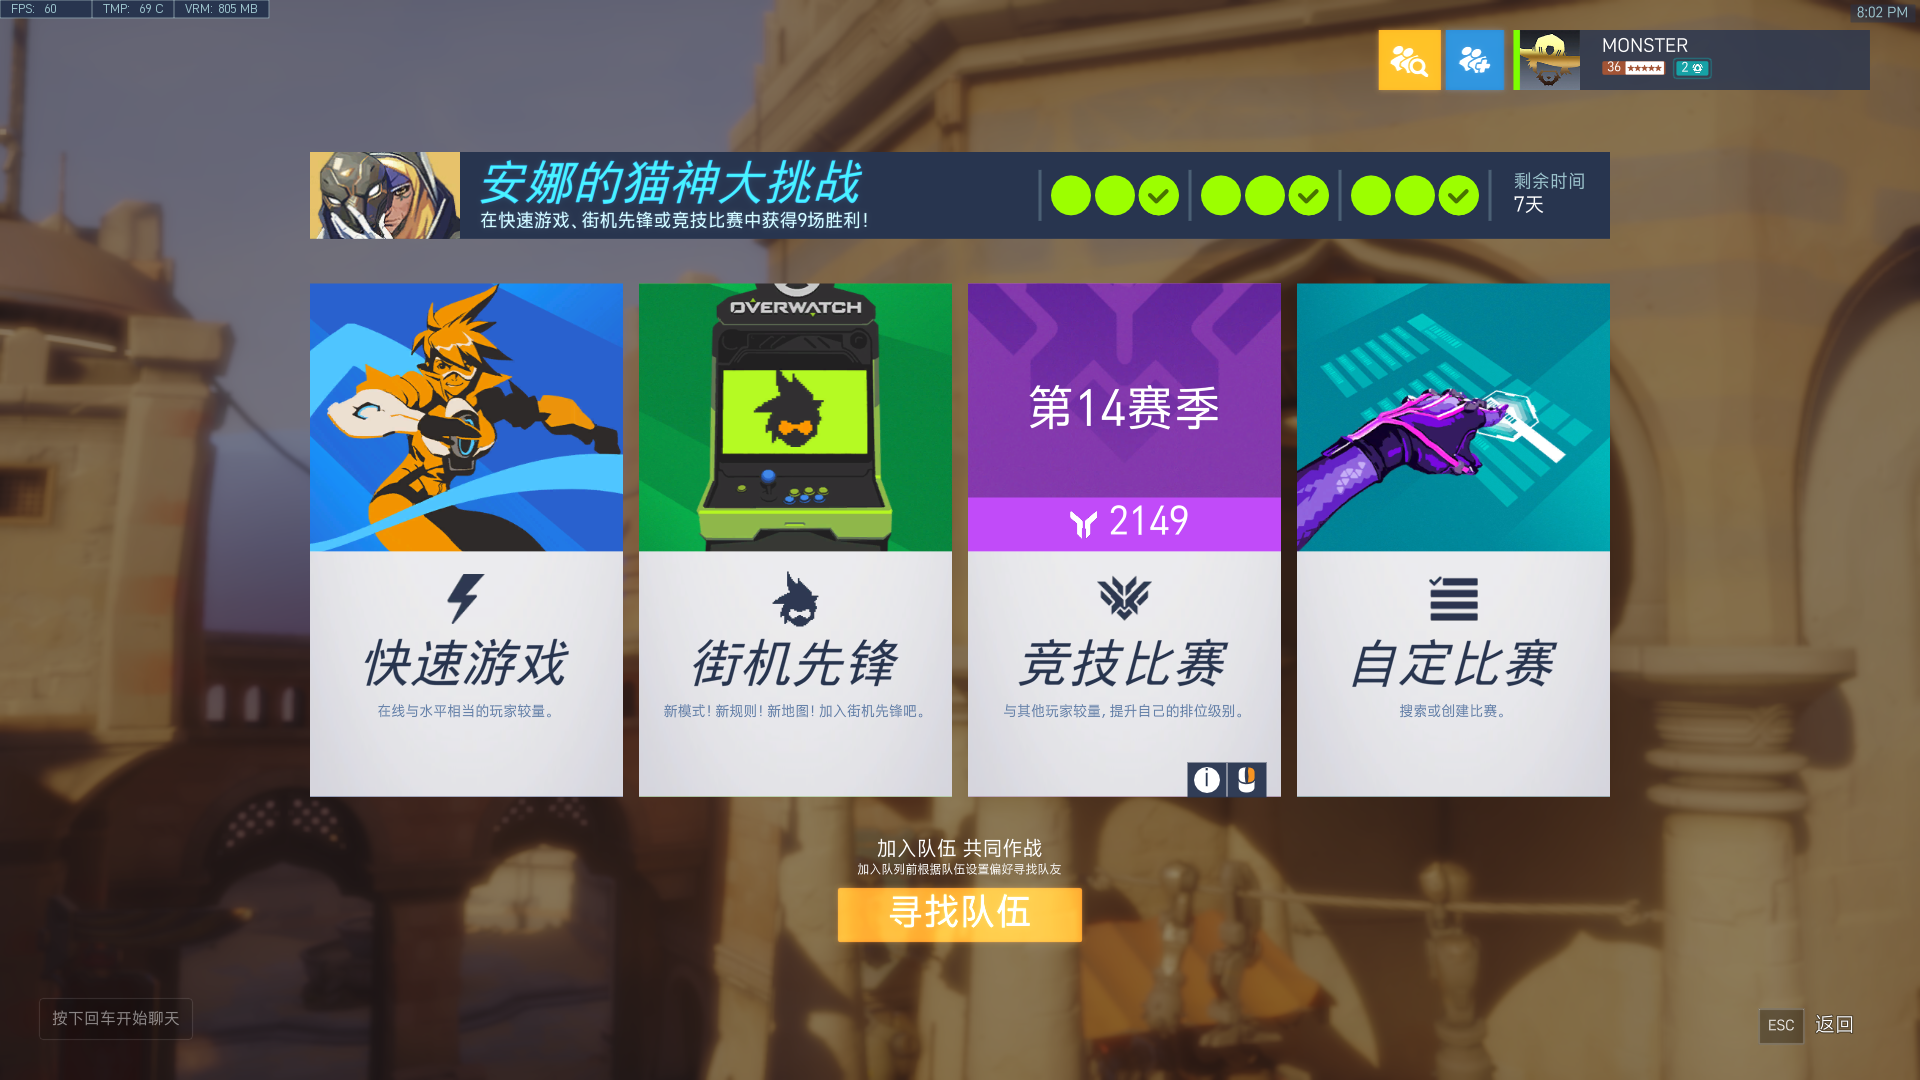 FPS: 60 TMP: 69 C VRM: 805 MB
8:02 PM
MONSTER
36 2
安娜的猫神大挑战
在快速游戏、街机先锋或竞技比赛中获得9场胜利！
剩余时间
7天
OVERWATCH
第14赛季
2149
快速游戏
在线与水平相当的玩家较量。
街机先锋
新模式！新规则！新地图！加入街机先锋吧。
竞技比赛
与其他玩家较量，提升自己的排位级别。
自定比赛
搜索或创建比赛。
加入队伍 共同作战
加入队列前根据队伍设置偏好寻找队友
寻找队伍
按下回车开始聊天
ESC 返回